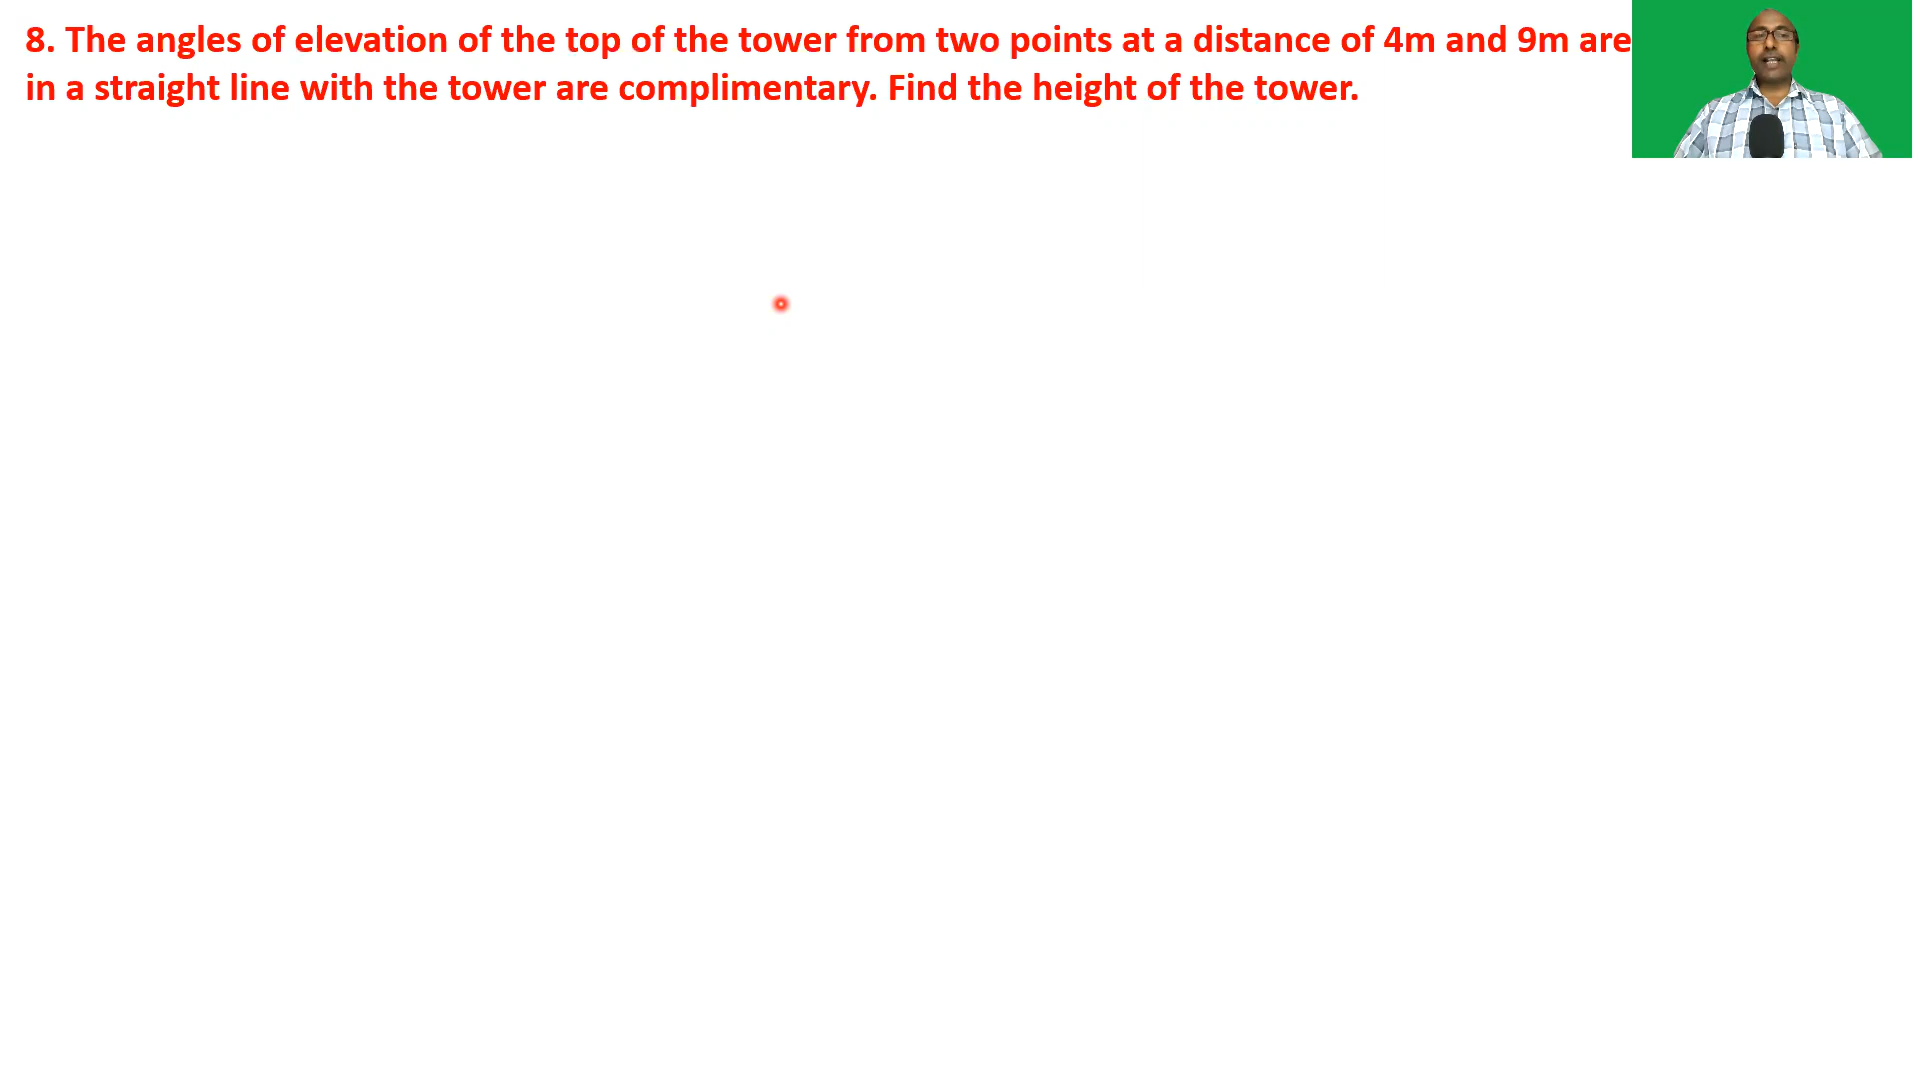 8. The angles of elevation of the top of the tower from two points at a distance of 4m and 9m are
in a straight line with the tower are complimentary. Find the height of the tower.